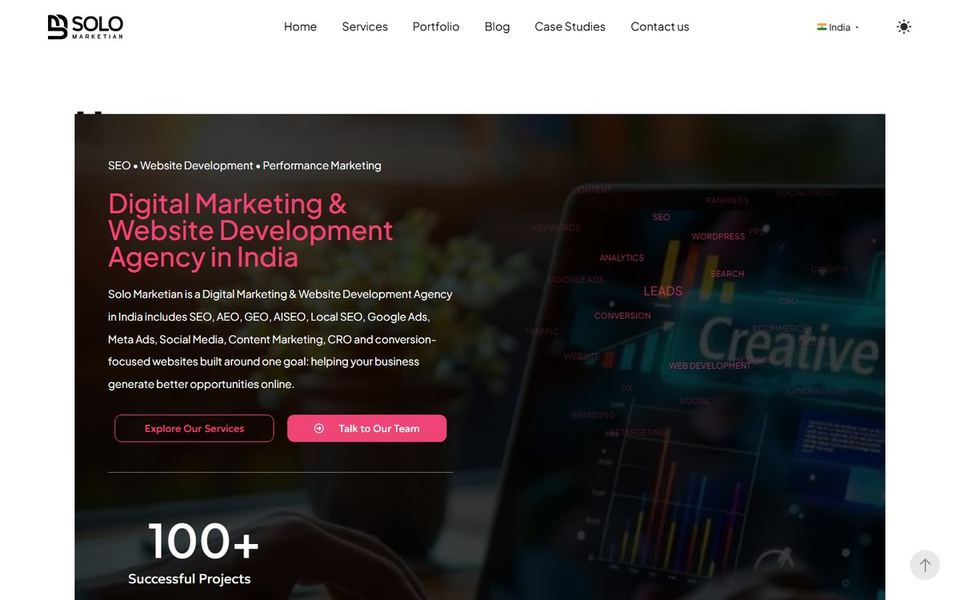 SOLO
MARKETIAN
Home Services Portfolio Blog Case Studies Contact us
India
SEO • Website Development • Performance Marketing
Digital Marketing &
Website Development
Agency in India
Solo Marketian is a Digital Marketing & Website Development Agency
in India includes SEO, AEO, GEO, AISEO, Local SEO, Google Ads,
Meta Ads, Social Media, Content Marketing, CRO and conversion-
focused websites built around one goal: helping your business
generate better opportunities online.
Explore Our Services
Talk to Our Team
100+
Successful Projects
CONTENT
SOCIAL MEDIA
RANKINGS
SEO
KEYWORDS
PPC
WORDPRESS
ANALYTICS
GROWTH
SEARCH
GOOGLE ADS
LEADS
CRO
CONVERSION
ECOMMERCE
TRAFFIC
Creative
WEBSITE
WEB DEVELOPMENT
UX
SOCIAL
BRANDING
RETARGETING